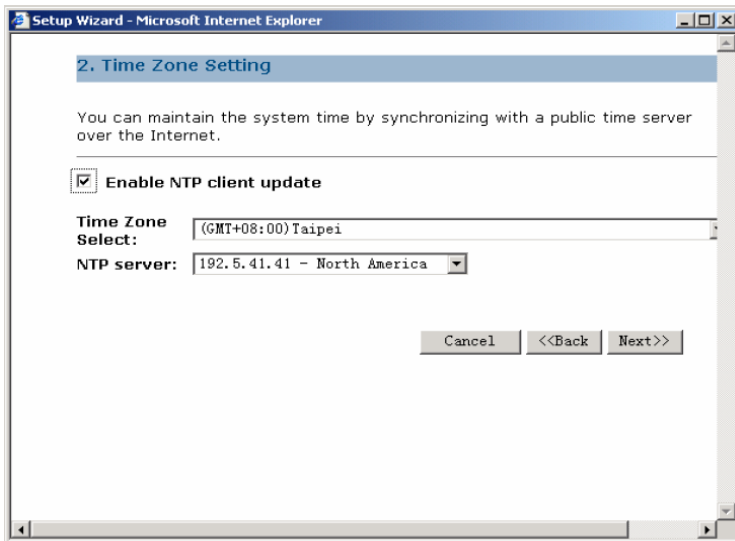 Setup Wizard - Microsoft Internet Explorer
2. Time Zone Setting
You can maintain the system time by synchronizing with a public time server
over the Internet.
Enable NTP client update
Time Zone
Select:
(GMT+08:00)Taipei
NTP server:
192.5.41.41 - North America
Cancel
<<Back
Next>>